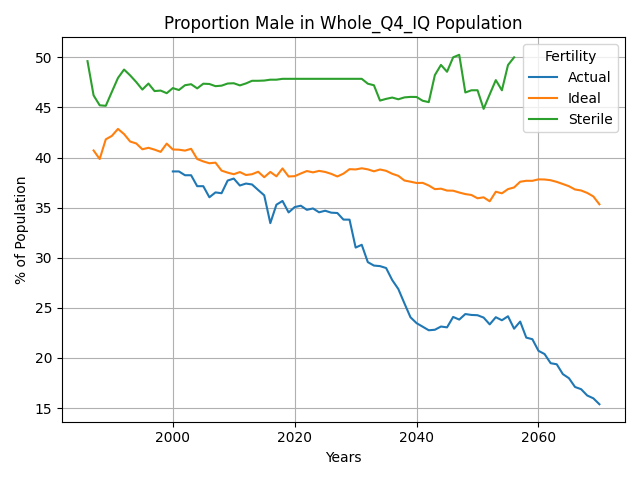 Proportion Male in Whole_Q4_IQ Population
Fertility
Actual
Ideal
Sterile
% of Population
50
45
40
35
30
25
20
15
2000
2020
2040
2060
Years